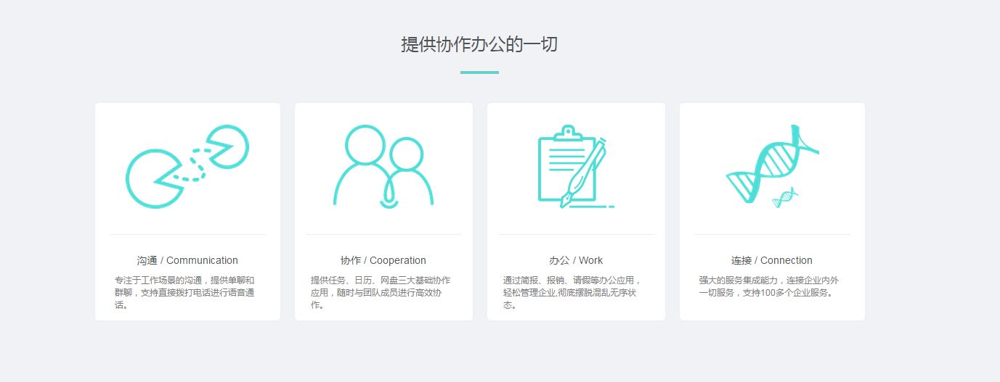 提供协作办公的一切
沟通 / Communication
专注于工作场景的沟通，提供单聊和
群聊，支持直接拨打电话进行语音通
话。
协作 / Cooperation
提供任务、日历、网盘三大基础协作
应用，随时与团队成员进行高效协
作。
办公 / Work
通过简报、报销、请假等办公应用，
轻松管理企业,彻底摆脱混乱无序状
态。
连接 / Connection
强大的服务集成能力，连接企业内外
一切服务，支持100多个企业服务。